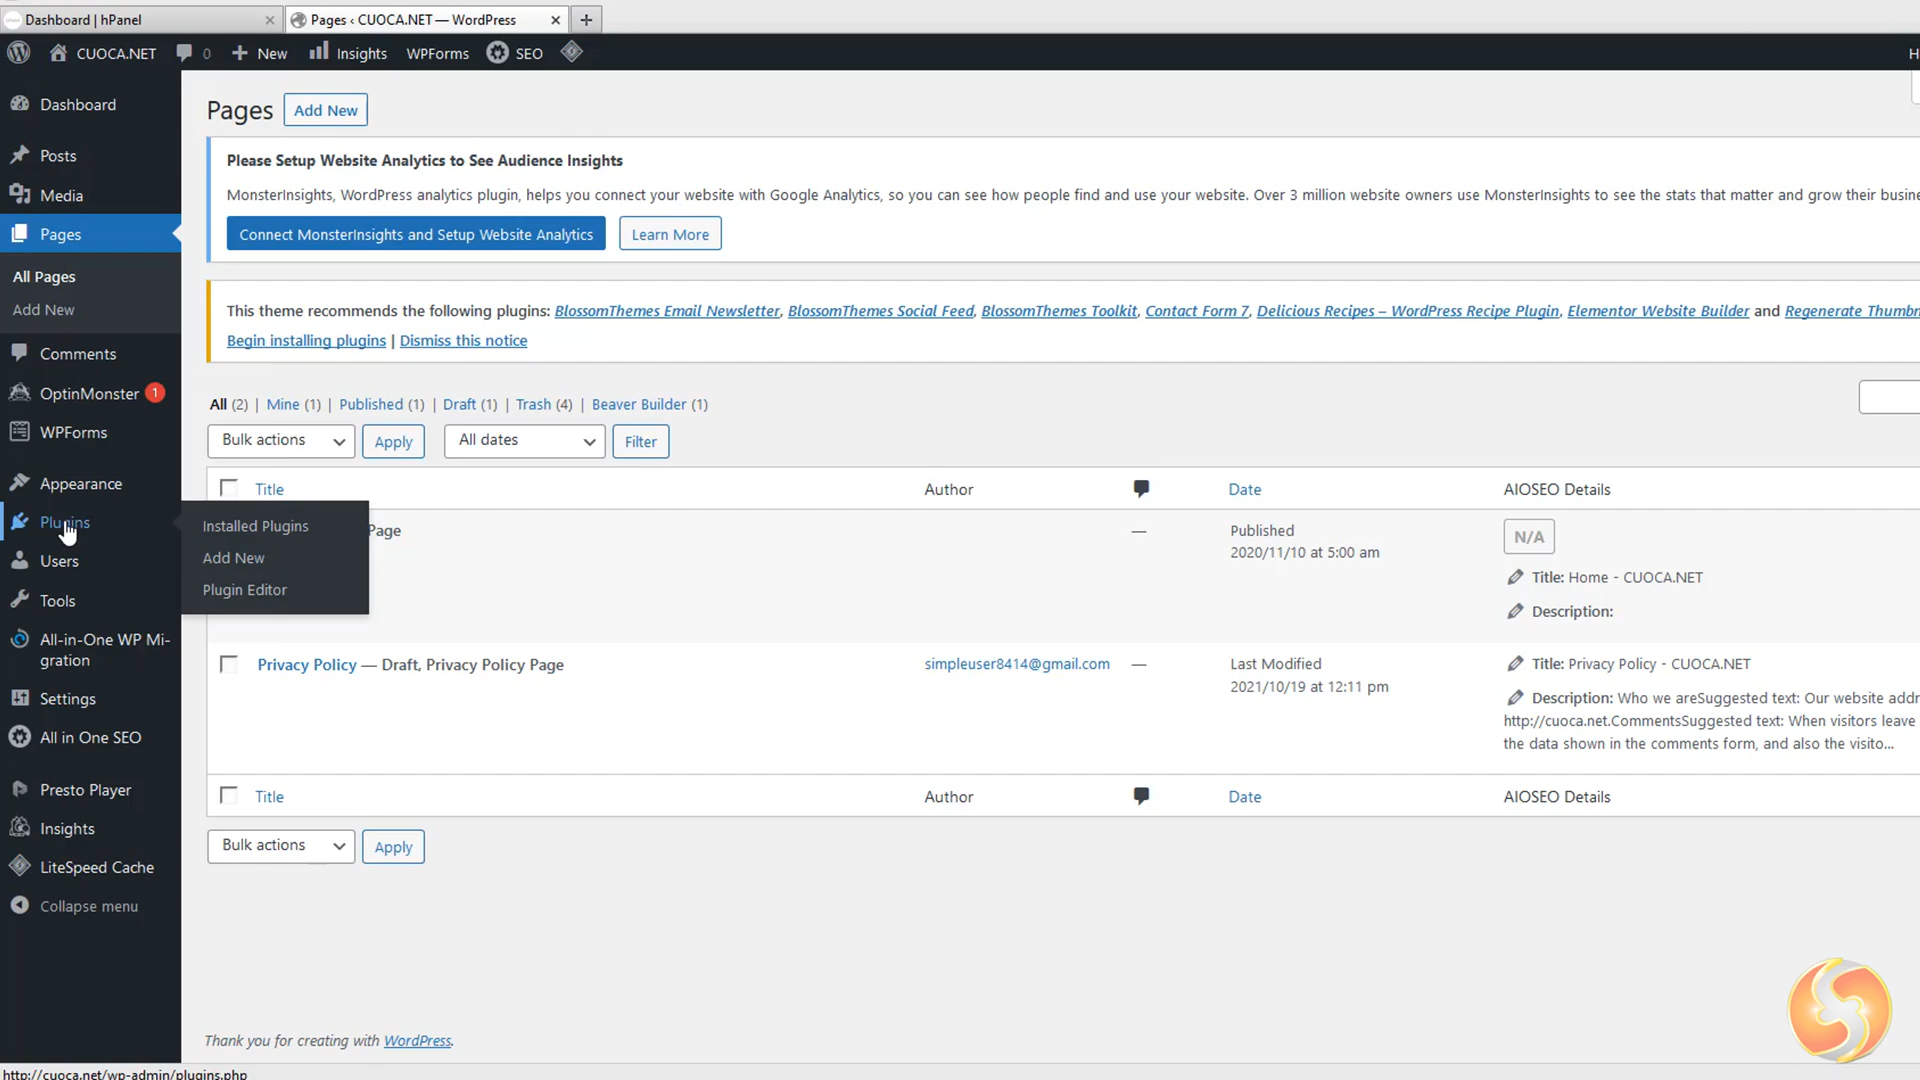 Dashboard | hPanel
Pages ‹ CUOCA.NET — WordPress
CUOCA.NET 0 New Insights WPForms SEO H
Dashboard
Posts
Media
Pages
All Pages
Add New
Comments
OptinMonster 1
WPForms
Appearance
Plugins
Users
Tools
All-in-One WP Mi-
gration
Settings
All in One SEO
Presto Player
Insights
LiteSpeed Cache
Collapse menu
Installed Plugins
Add New
Plugin Editor
Pages Add New
Please Setup Website Analytics to See Audience Insights
MonsterInsights, WordPress analytics plugin, helps you connect your website with Google Analytics, so you can see how people find and use your website. Over 3 million website owners use MonsterInsights to see the stats that matter and grow their busine
Connect MonsterInsights and Setup Website Analytics Learn More
This theme recommends the following plugins: BlossomThemes Email Newsletter, BlossomThemes Social Feed, BlossomThemes Toolkit, Contact Form 7, Delicious Recipes – WordPress Recipe Plugin, Elementor Website Builder and Regenerate Thumbn
Begin installing plugins | Dismiss this notice
All (2) | Mine (1) | Published (1) | Draft (1) | Trash (4) | Beaver Builder (1)
Bulk actions Apply All dates Filter
Title Author Date AIOSEO Details
Page — Published N/A
2020/11/10 at 5:00 am
Title: Home - CUOCA.NET
Description:
Privacy Policy — Draft, Privacy Policy Page simpleuser8414@gmail.com — Last Modified Title: Privacy Policy - CUOCA.NET
2021/10/19 at 12:11 pm Description: Who we areSuggested text: Our website addr
http://cuoca.net.CommentsSuggested text: When visitors leave
the data shown in the comments form, and also the visito...
Title Author Date AIOSEO Details
Bulk actions Apply
Thank you for creating with WordPress.
http://cuoca.net/wp-admin/plugins.php